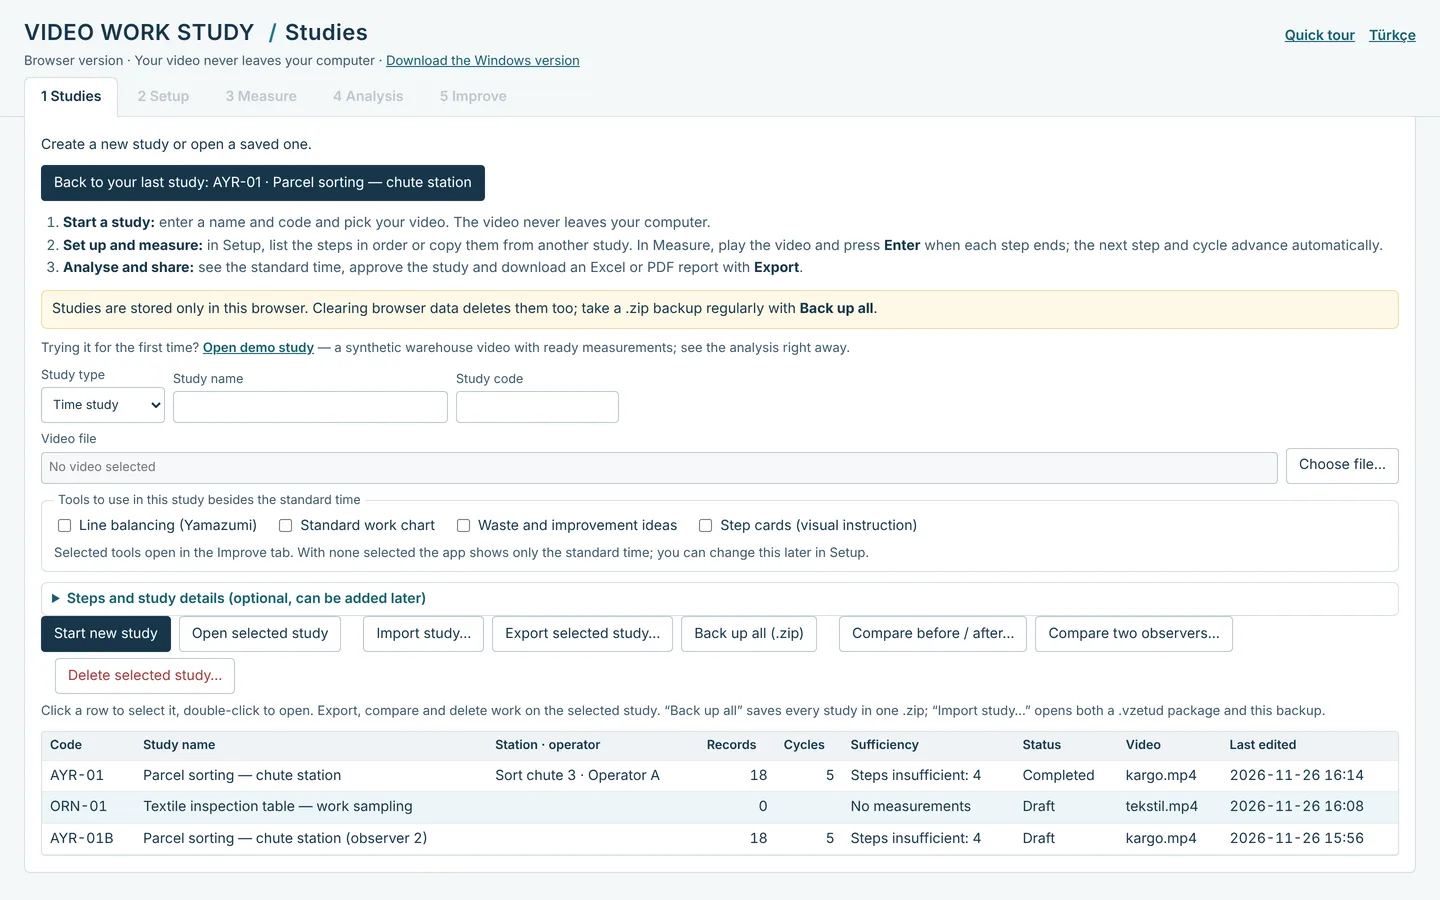 VIDEO WORK STUDY / Studies
Quick tour Türkçe
Browser version · Your video never leaves your computer · Download the Windows version
1 Studies 2 Setup 3 Measure 4 Analysis 5 Improve
Create a new study or open a saved one.
Back to your last study: AYR-01 · Parcel sorting — chute station
1. Start a study: enter a name and code and pick your video. The video never leaves your computer.
2. Set up and measure: in Setup, list the steps in order or copy them from another study. In Measure, play the video and press Enter when each step ends; the next step and cycle advance automatically.
3. Analyse and share: see the standard time, approve the study and download an Excel or PDF report with Export.
Studies are stored only in this browser. Clearing browser data deletes them too; take a .zip backup regularly with Back up all.
Trying it for the first time? Open demo study — a synthetic warehouse video with ready measurements; see the analysis right away.
Study type Study name Study code
Time study
Video file
No video selected Choose file...
Tools to use in this study besides the standard time
Line balancing (Yamazumi) Standard work chart Waste and improvement ideas Step cards (visual instruction)
Selected tools open in the Improve tab. With none selected the app shows only the standard time; you can change this later in Setup.
Steps and study details (optional, can be added later)
Start new study Open selected study Import study... Export selected study... Back up all (.zip) Compare before / after... Compare two observers...
Delete selected study...
Click a row to select it, double-click to open. Export, compare and delete work on the selected study. “Back up all” saves every study in one .zip; “Import study...” opens both a .vzetud package and this backup.
Code Study name Station · operator Records Cycles Sufficiency Status Video Last edited
AYR-01 Parcel sorting — chute station Sort chute 3 · Operator A 18 5 Steps insufficient: 4 Completed kargo.mp4 2026-11-26 16:14
ORN-01 Textile inspection table — work sampling 0 No measurements Draft tekstil.mp4 2026-11-26 16:08
AYR-01B Parcel sorting — chute station (observer 2) 18 5 Steps insufficient: 4 Draft kargo.mp4 2026-11-26 15:56